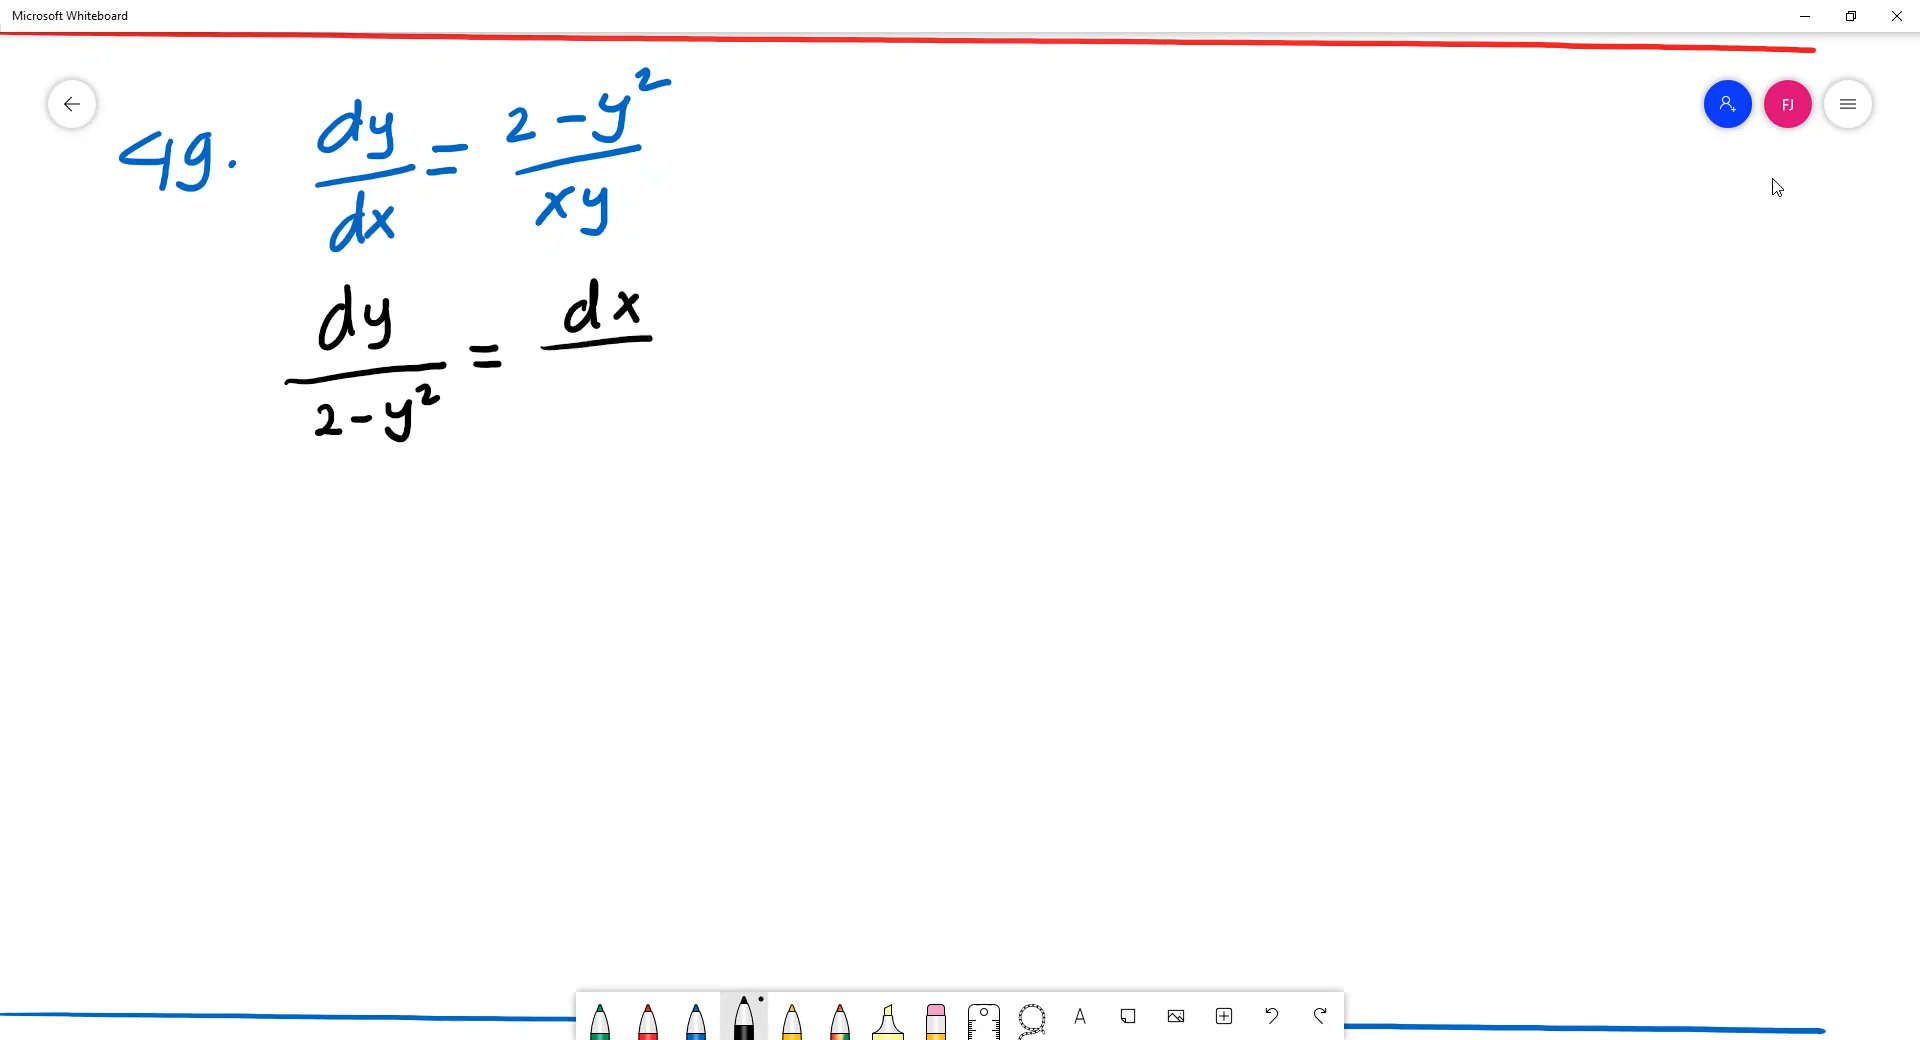 Microsoft Whiteboard
FJ
49. dy/dx = 2-y²/xy
dy/2-y² = dx/